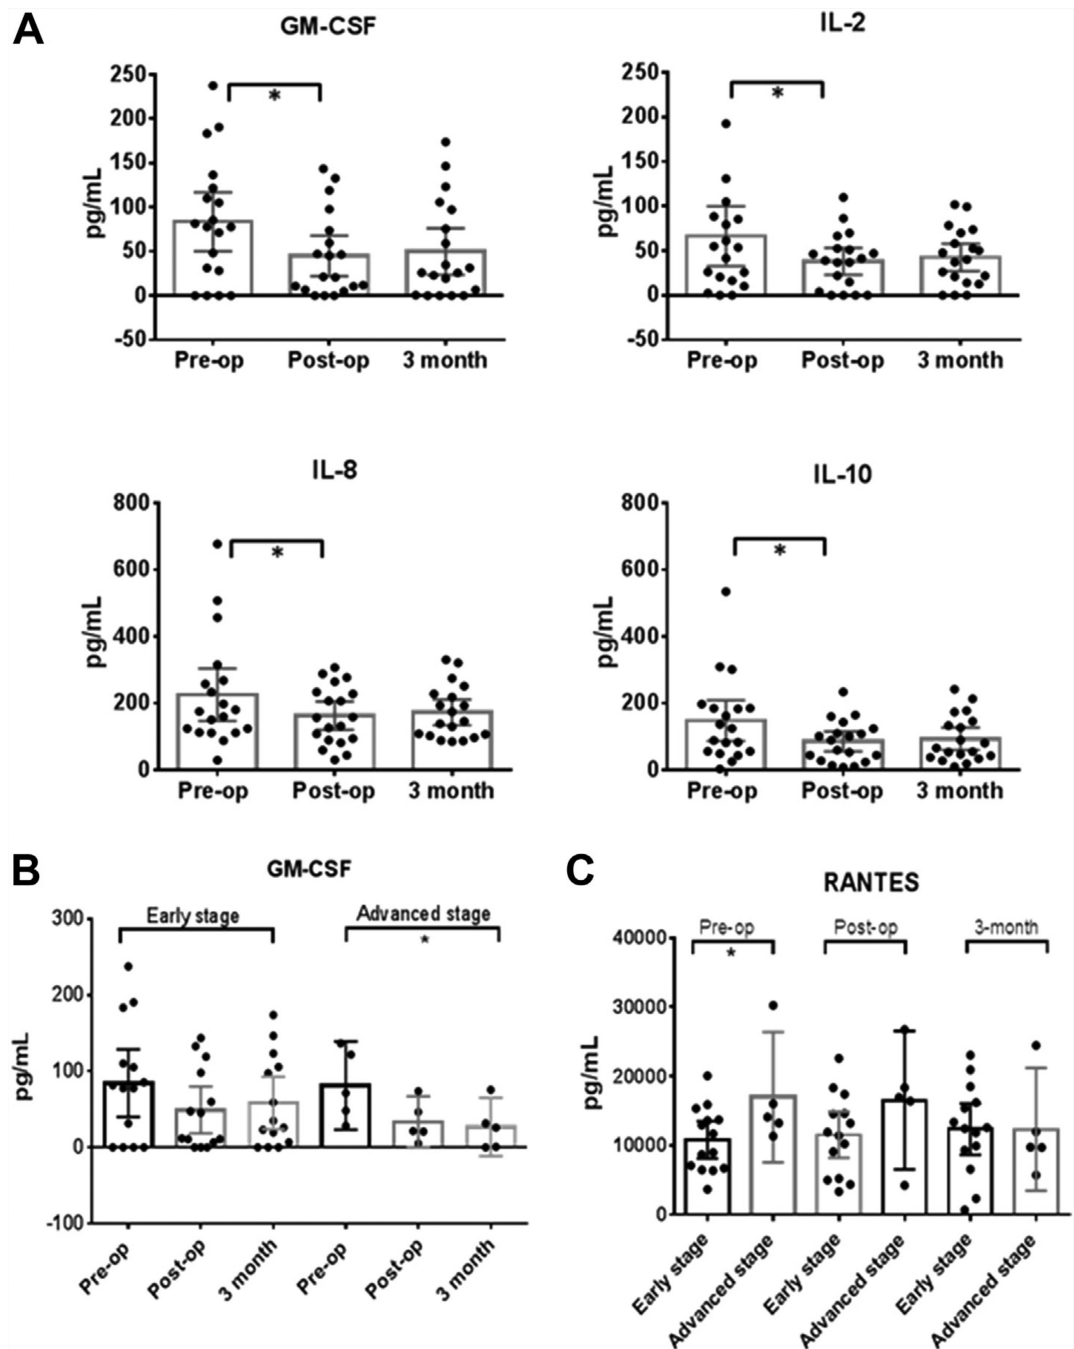 A
GM-CSF
250
200
150
100
50
0
-50
pg/mL
*
Pre-op
Post-op
3 month
IL-2
250
200
150
100
50
0
-50
pg/mL
*
Pre-op
Post-op
3 month
IL-8
800
600
400
200
0
pg/mL
*
Pre-op
Post-op
3 month
IL-10
800
600
400
200
0
pg/mL
*
Pre-op
Post-op
3 month
B
GM-CSF
Early stage
Advanced stage
*
300
200
100
0
-100
pg/mL
Pre-op
Post-op
3 month
Pre-op
Post-op
3 month
C
RANTES
Pre-op
Post-op
3-month
*
40000
30000
20000
10000
0
pg/mL
Early stage
Advanced stage
Early stage
Advanced stage
Early stage
Advanced stage